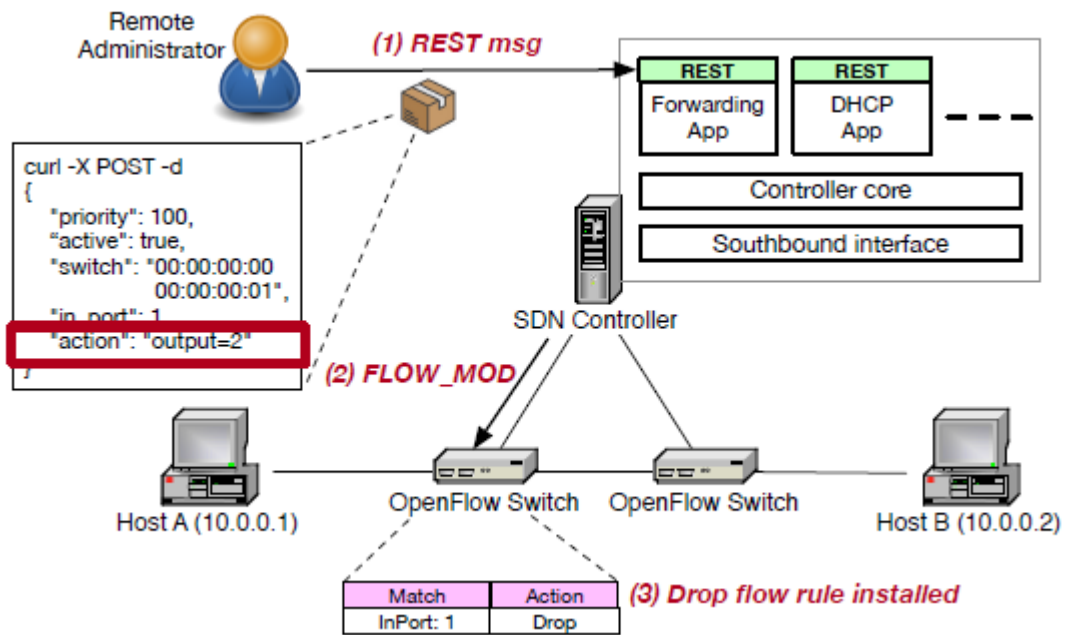 Remote
Administrator
(1) REST msg
REST
Forwarding
App
REST
DHCP
App
Controller core
Southbound interface
curl -X POST -d
{
"priority": 100,
"active": true,
"switch": "00:00:00:00
00:00:00:01",
"in_port": 1
"action": "output=2"
}
SDN Controller
(2) FLOW_MOD
OpenFlow Switch
OpenFlow Switch
Host A (10.0.0.1)
Host B (10.0.0.2)
Match
Action
InPort: 1
Drop
(3) Drop flow rule installed